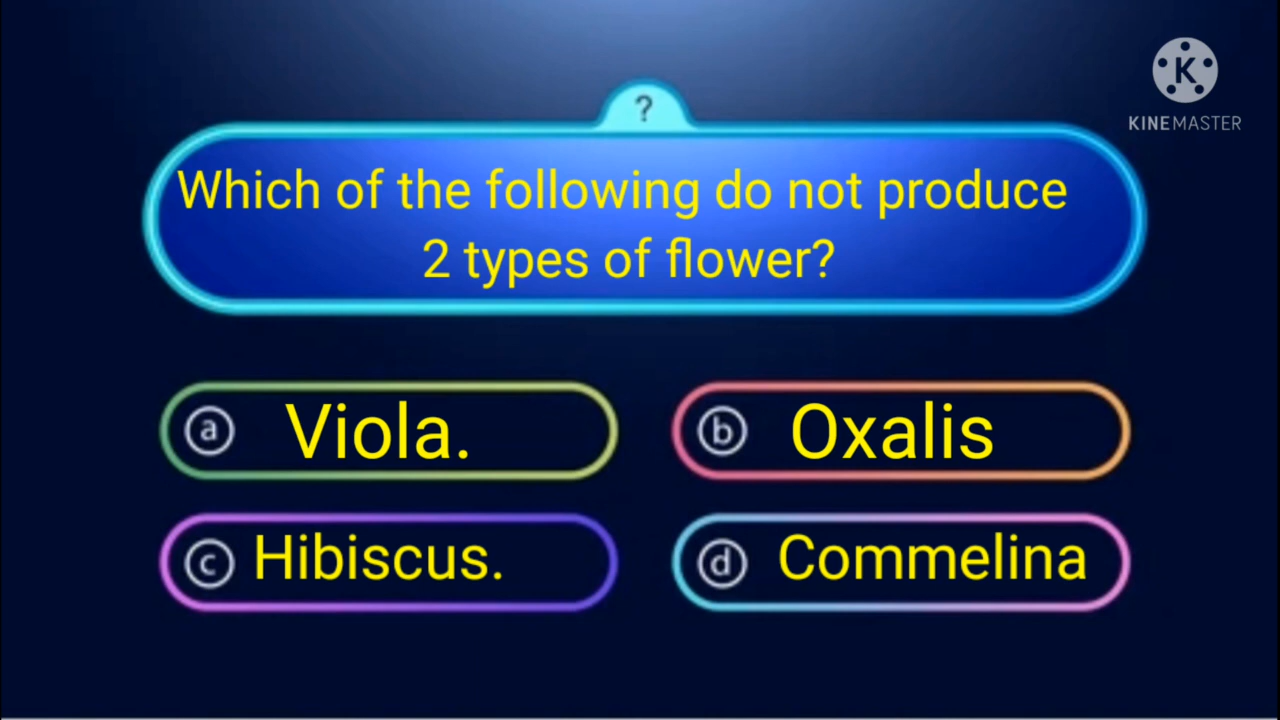 K
KINEMASTER
?
Which of the following do not produce
2 types of flower?
a Viola.
b Oxalis
c Hibiscus.
d Commelina